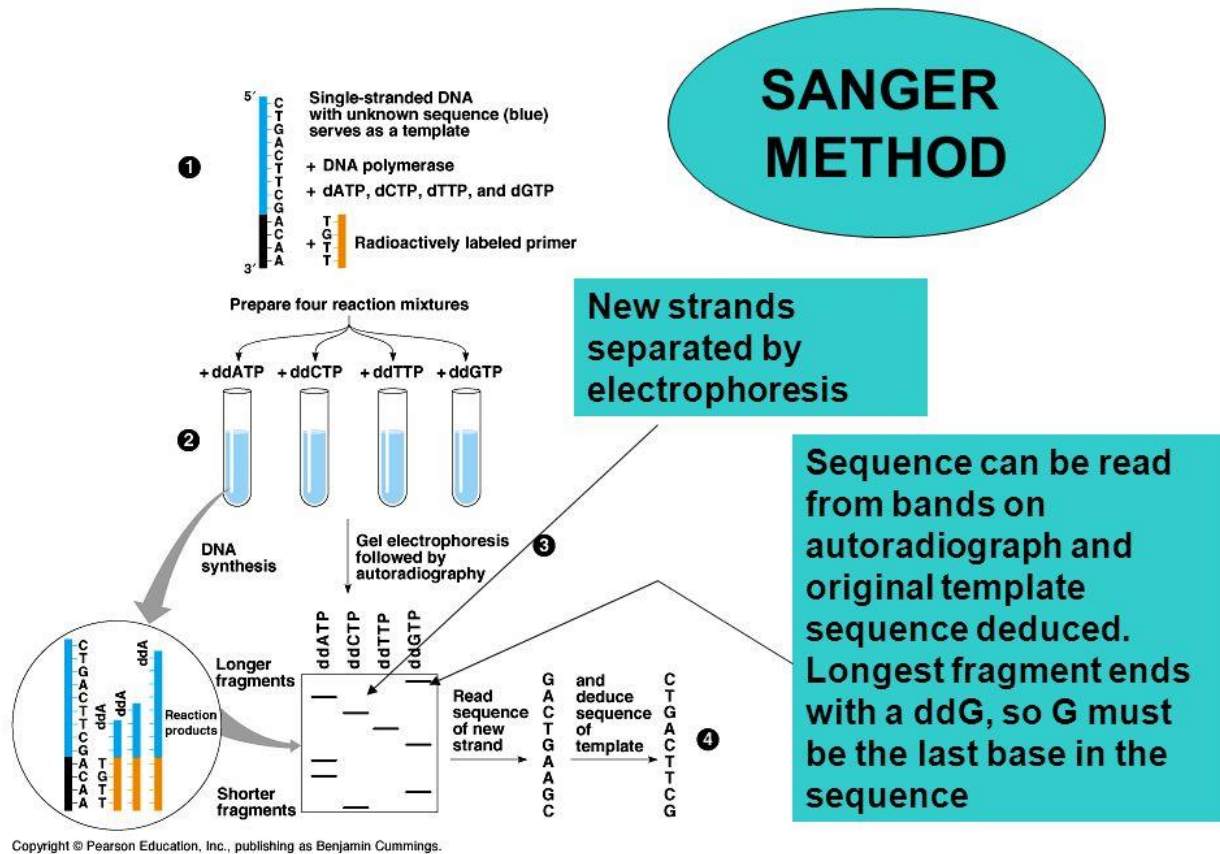 SANGER
METHOD
5′
C
T
G
A
C
T
T
C
G
A
C
A
A
3′
1
Single-stranded DNA
with unknown sequence (blue)
serves as a template
+ DNA polymerase
+ dATP, dCTP, dTTP, and dGTP
+
T
G
T
T
Radioactively labeled primer
Prepare four reaction mixtures
+ ddATP + ddCTP + ddTTP + ddGTP
2
New strands
separated by
electrophoresis
DNA
synthesis
Gel electrophoresis
followed by
autoradiography
3
Sequence can be read
from bands on
autoradiograph and
original template
sequence deduced.
Longest fragment ends
with a ddG, so G must
be the last base in the
sequence
C
T
G
A
C
T
T
C
G
A
C
A
A
T
G
T
T
ddA
ddA
ddA
Reaction
products
ddATP
ddCTP
ddTTP
ddGTP
Longer
fragments
Shorter
fragments
Read
sequence
of new
strand
G
A
C
T
G
A
A
G
C
and
deduce
sequence
of
template
C
T
G
A
C
T
T
C
G
4
Copyright © Pearson Education, Inc., publishing as Benjamin Cummings.